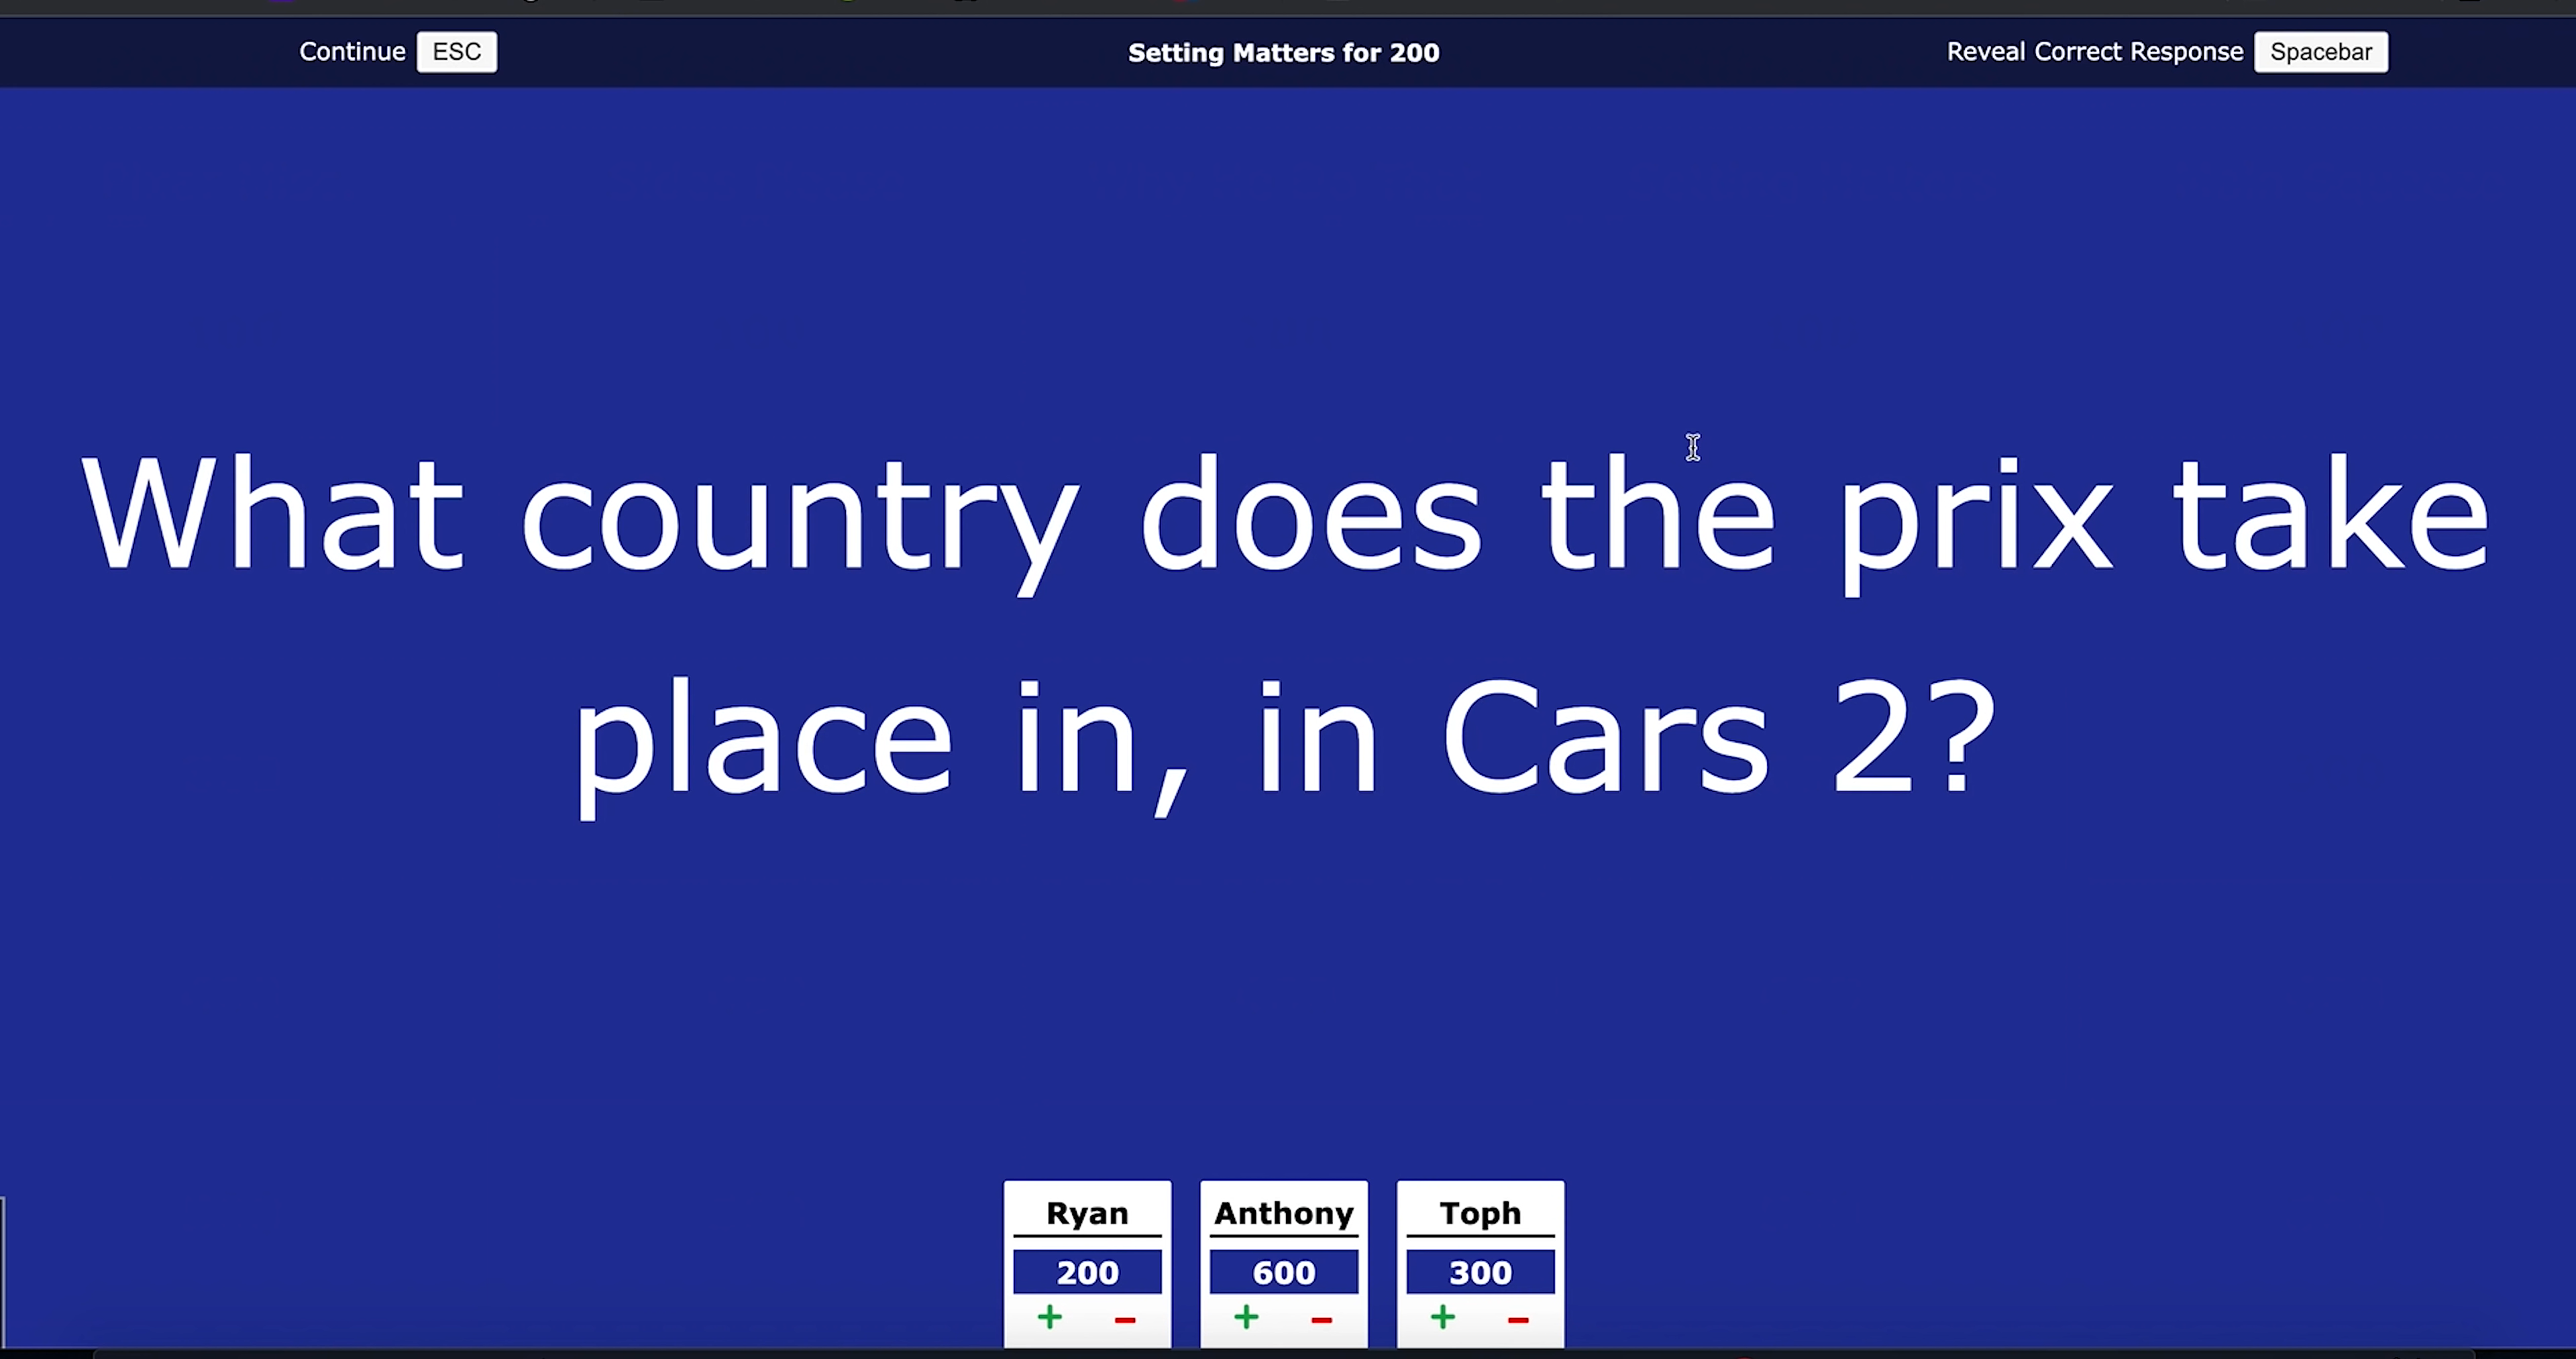 Continue ESC
Setting Matters for 200
Reveal Correct Response Spacebar
What country does the prix take
place in, in Cars 2?
Ryan
200
+ −
Anthony
600
+ −
Toph
300
+ −